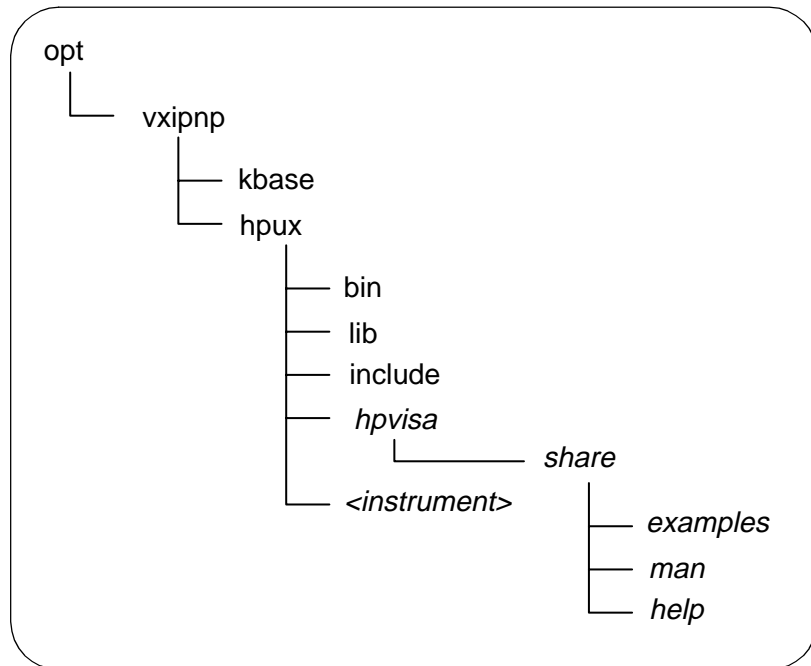 opt
vxipnp
kbase
hpux
bin
lib
include
hpvisa
share
<instrument>
examples
man
help